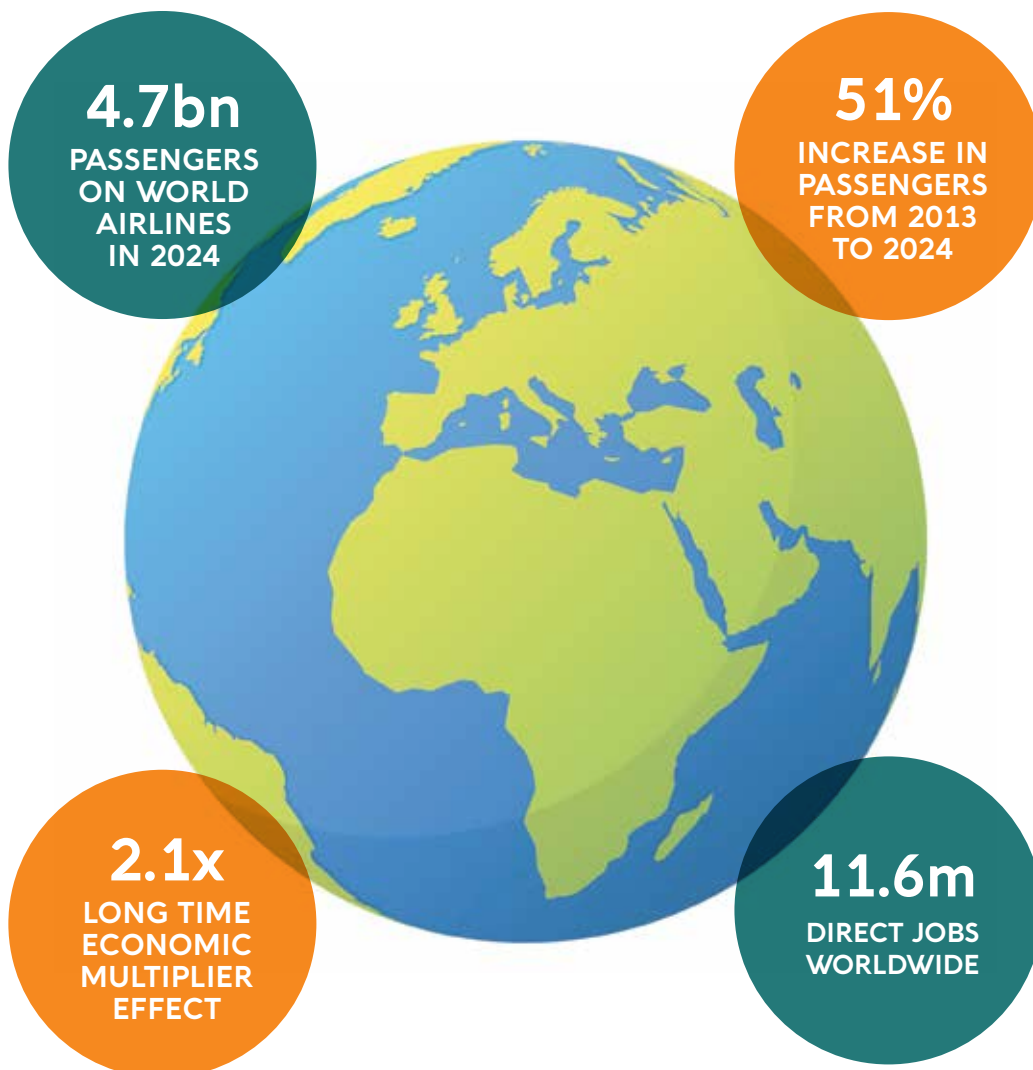 4.7bn
PASSENGERS
ON WORLD
AIRLINES
IN 2024
51%
INCREASE IN
PASSENGERS
FROM 2013
TO 2024
2.1x
LONG TIME
ECONOMIC
MULTIPLIER
EFFECT
11.6m
DIRECT JOBS
WORLDWIDE